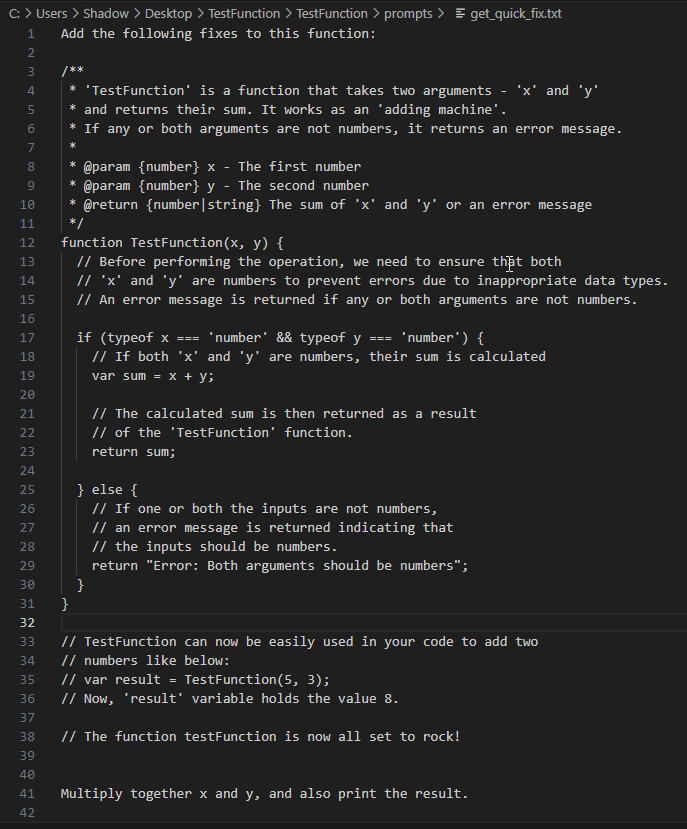 C: > Users > Shadow > Desktop > TestFunction > TestFunction > prompts > get_quick_fix.txt
1 Add the following fixes to this function:
2
3 /**
4 * 'TestFunction' is a function that takes two arguments - 'x' and 'y'
5 * and returns their sum. It works as an 'adding machine'.
6 * If any or both arguments are not numbers, it returns an error message.
7 *
8 * @param {number} x - The first number
9 * @param {number} y - The second number
10 * @return {number|string} The sum of 'x' and 'y' or an error message
11 */
12 function TestFunction(x, y) {
13 // Before performing the operation, we need to ensure that both
14 // 'x' and 'y' are numbers to prevent errors due to inappropriate data types.
15 // An error message is returned if any or both arguments are not numbers.
16
17 if (typeof x === 'number' && typeof y === 'number') {
18 // If both 'x' and 'y' are numbers, their sum is calculated
19 var sum = x + y;
20
21 // The calculated sum is then returned as a result
22 // of the 'TestFunction' function.
23 return sum;
24
25 } else {
26 // If one or both the inputs are not numbers,
27 // an error message is returned indicating that
28 // the inputs should be numbers.
29 return "Error: Both arguments should be numbers";
30 }
31 }
32
33 // TestFunction can now be easily used in your code to add two
34 // numbers like below:
35 // var result = TestFunction(5, 3);
36 // Now, 'result' variable holds the value 8.
37
38 // The function testFunction is now all set to rock!
39
40
41 Multiply together x and y, and also print the result.
42